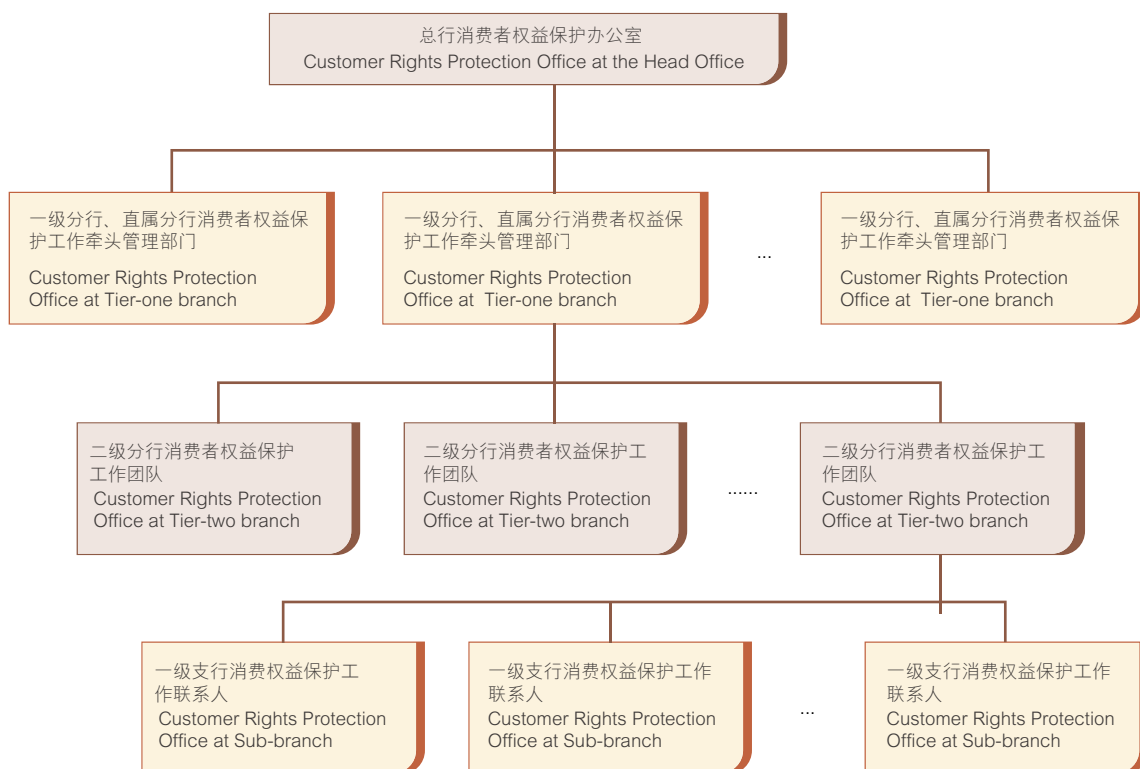 总行消费者权益保护办公室
Customer Rights Protection Office at the Head Office
一级分行、直属分行消费者权益保
护工作牵头管理部门
Customer Rights Protection
Office at Tier-one branch
一级分行、直属分行消费者权益保
护工作牵头管理部门
Customer Rights Protection
Office at Tier-one branch
...
一级分行、直属分行消费者权益保
护工作牵头管理部门
Customer Rights Protection
Office at Tier-one branch
二级分行消费者权益保护
工作团队
Customer Rights Protection
Office at Tier-two branch
二级分行消费者权益保护工
作团队
Customer Rights Protection
Office at Tier-two branch
......
二级分行消费者权益保护工
作团队
Customer Rights Protection
Office at Tier-two branch
一级支行消费权益保护工
作联系人
Customer Rights Protection
Office at Sub-branch
一级支行消费权益保护工作
联系人
Customer Rights Protection
Office at Sub-branch
...
一级支行消费权益保护工作
联系人
Customer Rights Protection
Office at Sub-branch